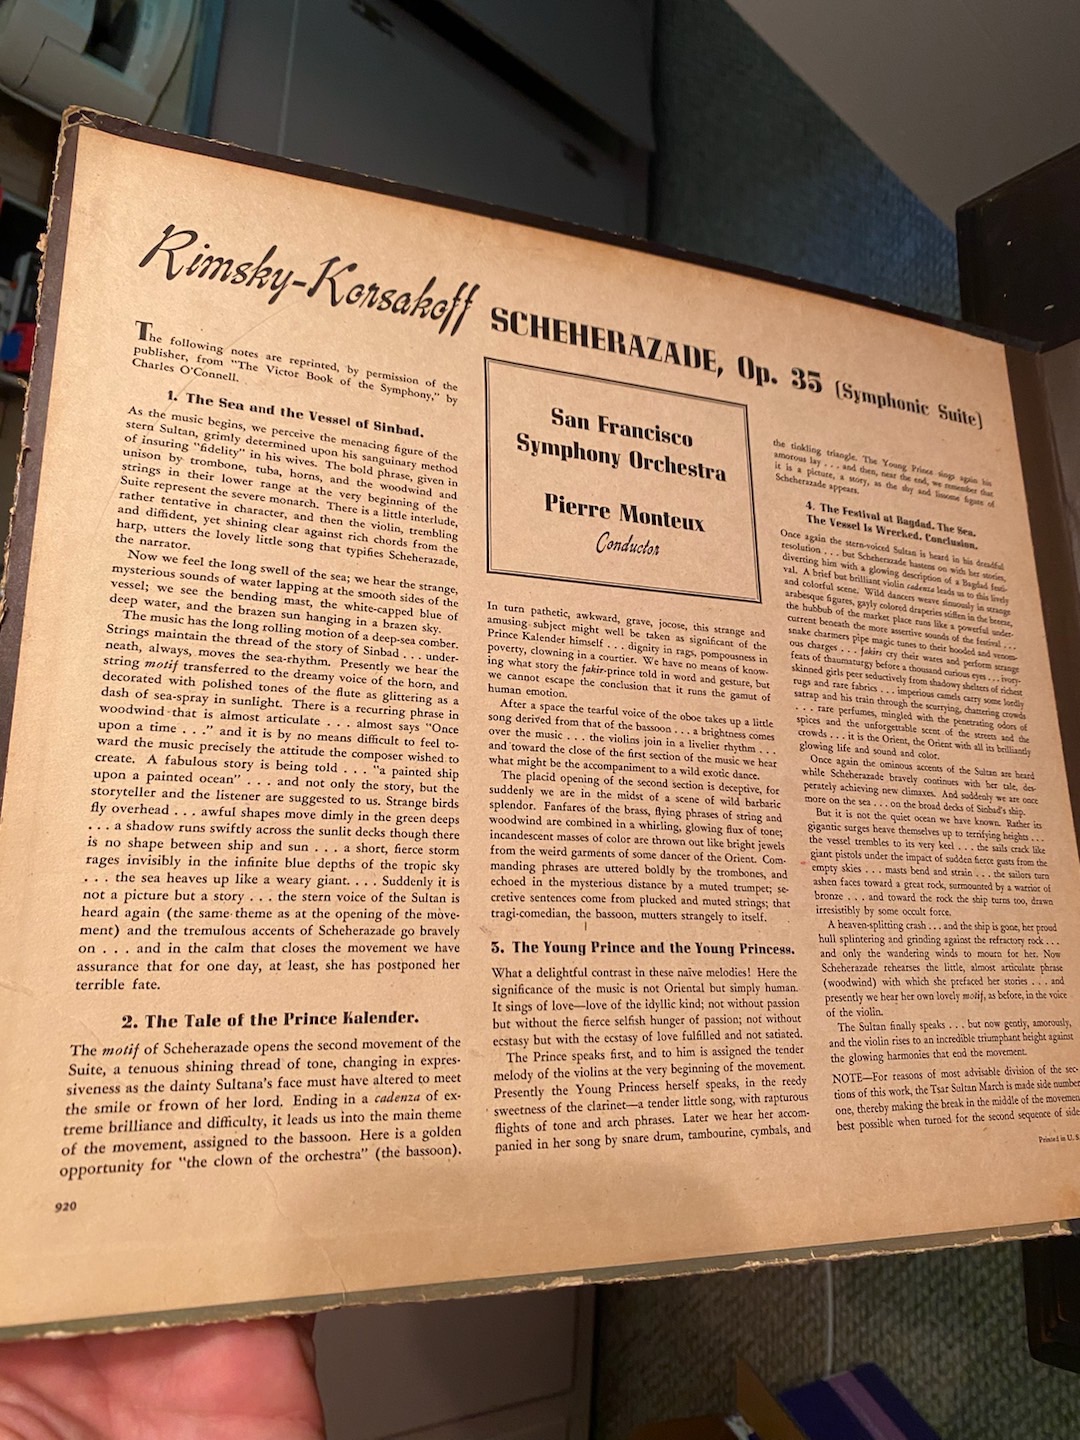 Rimsky-Korsakoff SCHEHERAZADE, Op. 35 (Symphonic Suite)
The following notes are reprinted, by permission of the
publisher, from "The Victor Book of the Symphony," by
Charles O'Connell.
1. The Sea and the Vessel of Sinbad.
As the music begins, we perceive the menacing figure of the
stern Sultan, grimly determined upon his sanguinary method
of insuring "fidelity" in his wives. The bold phrase, given in
unison by trombone, tuba, horns, and the woodwind and
strings in their lower range at the very beginning of the
Suite represent the severe monarch. There is a little interlude,
rather tentative in character, and then the violin, trembling
and diffident, yet shining clear against rich chords from the
harp, utters the lovely little song that typifies Scheherazade,
the narrator.
Now we feel the long swell of the sea; we hear the strange,
mysterious sounds of water lapping at the smooth sides of the
vessel; we see the bending mast, the white-capped blue of
deep water, and the brazen sun hanging in a brazen sky.
The music has the long rolling motion of a deep-sea comber.
Strings maintain the thread of the story of Sinbad . . . under-
neath, always, moves the sea-rhythm. Presently we hear the
string motif transferred to the dreamy voice of the horn, and
decorated with polished tones of the flute as glittering as a
dash of sea-spray in sunlight. There is a recurring phrase in
woodwind that is almost articulate . . . almost says "Once
upon a time . . ." and it is by no means difficult to feel to-
ward the music precisely the attitude the composer wished to
create. A fabulous story is being told . . . "a painted ship
upon a painted ocean" . . . and not only the story, but the
storyteller and the listener are suggested to us. Strange birds
fly overhead . . . awful shapes move dimly in the green deeps
. . . a shadow runs swiftly across the sunlit decks though there
is no shape between ship and sun . . . a short, fierce storm
rages invisibly in the infinite blue depths of the tropic sky
. . . the sea heaves up like a weary giant. . . . Suddenly it is
not a picture but a story . . . the stern voice of the Sultan is
heard again (the same theme as at the opening of the move-
ment) and the tremulous accents of Scheherazade go bravely
on . . . and in the calm that closes the movement we have
assurance that for one day, at least, she has postponed her
terrible fate.
2. The Tale of the Prince Kalender.
The motif of Scheherazade opens the second movement of the
Suite, a tenuous shining thread of tone, changing in expres-
siveness as the dainty Sultana's face must have altered to meet
the smile or frown of her lord. Ending in a cadenza of ex-
treme brilliance and difficulty, it leads us into the main theme
of the movement, assigned to the bassoon. Here is a golden
opportunity for "the clown of the orchestra" (the bassoon).
920
San Francisco
Symphony Orchestra
Pierre Monteux
Conductor
In turn pathetic, awkward, grave, jocose, this strange and
amusing subject might well be taken as significant of the
Prince Kalender himself . . . dignity in rags, pompousness in
poverty, clowning in a courtier. We have no means of know-
ing what story the fakir-prince told in word and gesture, but
we cannot escape the conclusion that it runs the gamut of
human emotion.
After a space the tearful voice of the oboe takes up a little
song derived from that of the bassoon . . . a brightness comes
over the music . . . the violins join in a livelier rhythm . . .
and toward the close of the first section of the music we hear
what might be the accompaniment to a wild exotic dance.
The placid opening of the second section is deceptive, for
suddenly we are in the midst of a scene of wild barbaric
splendor. Fanfares of the brass, flying phrases of string and
woodwind are combined in a whirling, glowing flux of tone;
incandescent masses of color are thrown out like bright jewels
from the weird garments of some dancer of the Orient. Com-
manding phrases are uttered boldly by the trombones, and
echoed in the mysterious distance by a muted trumpet; se-
cretive sentences come from plucked and muted strings; that
tragi-comedian, the bassoon, mutters strangely to itself.
3. The Young Prince and the Young Princess.
What a delightful contrast in these naïve melodies! Here the
significance of the music is not Oriental but simply human.
It sings of love—love of the idyllic kind; not without passion
but without the fierce selfish hunger of passion; not without
ecstasy but with the ecstasy of love fulfilled and not satiated.
The Prince speaks first, and to him is assigned the tender
melody of the violins at the very beginning of the movement.
Presently the Young Princess herself speaks, in the reedy
sweetness of the clarinet—a tender little song, with rapturous
flights of tone and arch phrases. Later we hear her accom-
panied in her song by snare drum, tambourine, cymbals, and
the tinkling triangle. The Young Prince sings again his
amorous lay . . . and then, near the end, we remember that
it is a picture, a story, as the shy and lissome figure of
Scheherazade appears.
4. The Festival at Bagdad. The Sea.
The Vessel Is Wrecked. Conclusion.
Once again the stern-voiced Sultan is heard in his dreadful
resolution . . . but Scheherazade hastens on with her stories,
beginning with a glowing description of a Bagdad festi-
val. A brief but brilliant violin cadenza leads us to this lively
and colorful scene. Wild dancers weave sinuously in strange
arabesque figures, gayly colored draperies stiffen in the breeze,
the hubbub of the market place runs like a powerful under-
current beneath the more assertive sounds of the festival . . .
snake charmers pipe magic tunes to their hooded and venom-
ous charges . . . fakirs cry their wares and perform strange
feats of thaumaturgy before a thousand curious eyes . . . ivory-
skinned girls peer seductively from shadowy shelters of richest
rugs and rare fabrics . . . imperious camels carry some lordly
satrap and his train through the scurrying, chattering crowds
. . . rare perfumes, mingled with the penetrating odors of
spices and the unforgettable scent of the streets and the
crowds . . . it is the Orient, the Orient with all its brilliantly
glowing life and sound and color.
Once again the ominous accents of the Sultan are heard
while Scheherazade bravely continues with her tale, des-
perately achieving new climaxes. And suddenly we are once
more on the sea . . . on the broad decks of Sinbad's ship.
But it is not the quiet ocean we have known. Rather its
gigantic surges heave themselves up to terrifying heights . . .
the vessel trembles to its very keel . . . the sails crack like
giant pistols under the impact of sudden fierce gusts from the
empty skies . . . masts bend and strain . . . the sailors turn
ashen faces toward a great rock, surmounted by a warrior of
bronze . . . and toward the rock the ship turns too, drawn
irresistibly by some occult force.
A heaven-splitting crash . . . and the ship is gone, her proud
hull splintering and grinding against the refractory rock . . .
and only the wandering winds to mourn for her. Now
Scheherazade rehearses the little, almost articulate phrase
(woodwind) with which she prefaced her stories . . . and
presently we hear her own lovely motif, as before, in the voice
of the violin.
The Sultan finally speaks . . . but now gently, amorously,
and the violin rises to an incredible triumphant height against
the glowing harmonies that end the movement.
NOTE—For reasons of most advisable division of the sec-
tions of this work, the Tsar Sultan March is made side number
one, thereby making the break in the middle of the movement
best possible when turned for the second sequence of side
Printed in U. S.